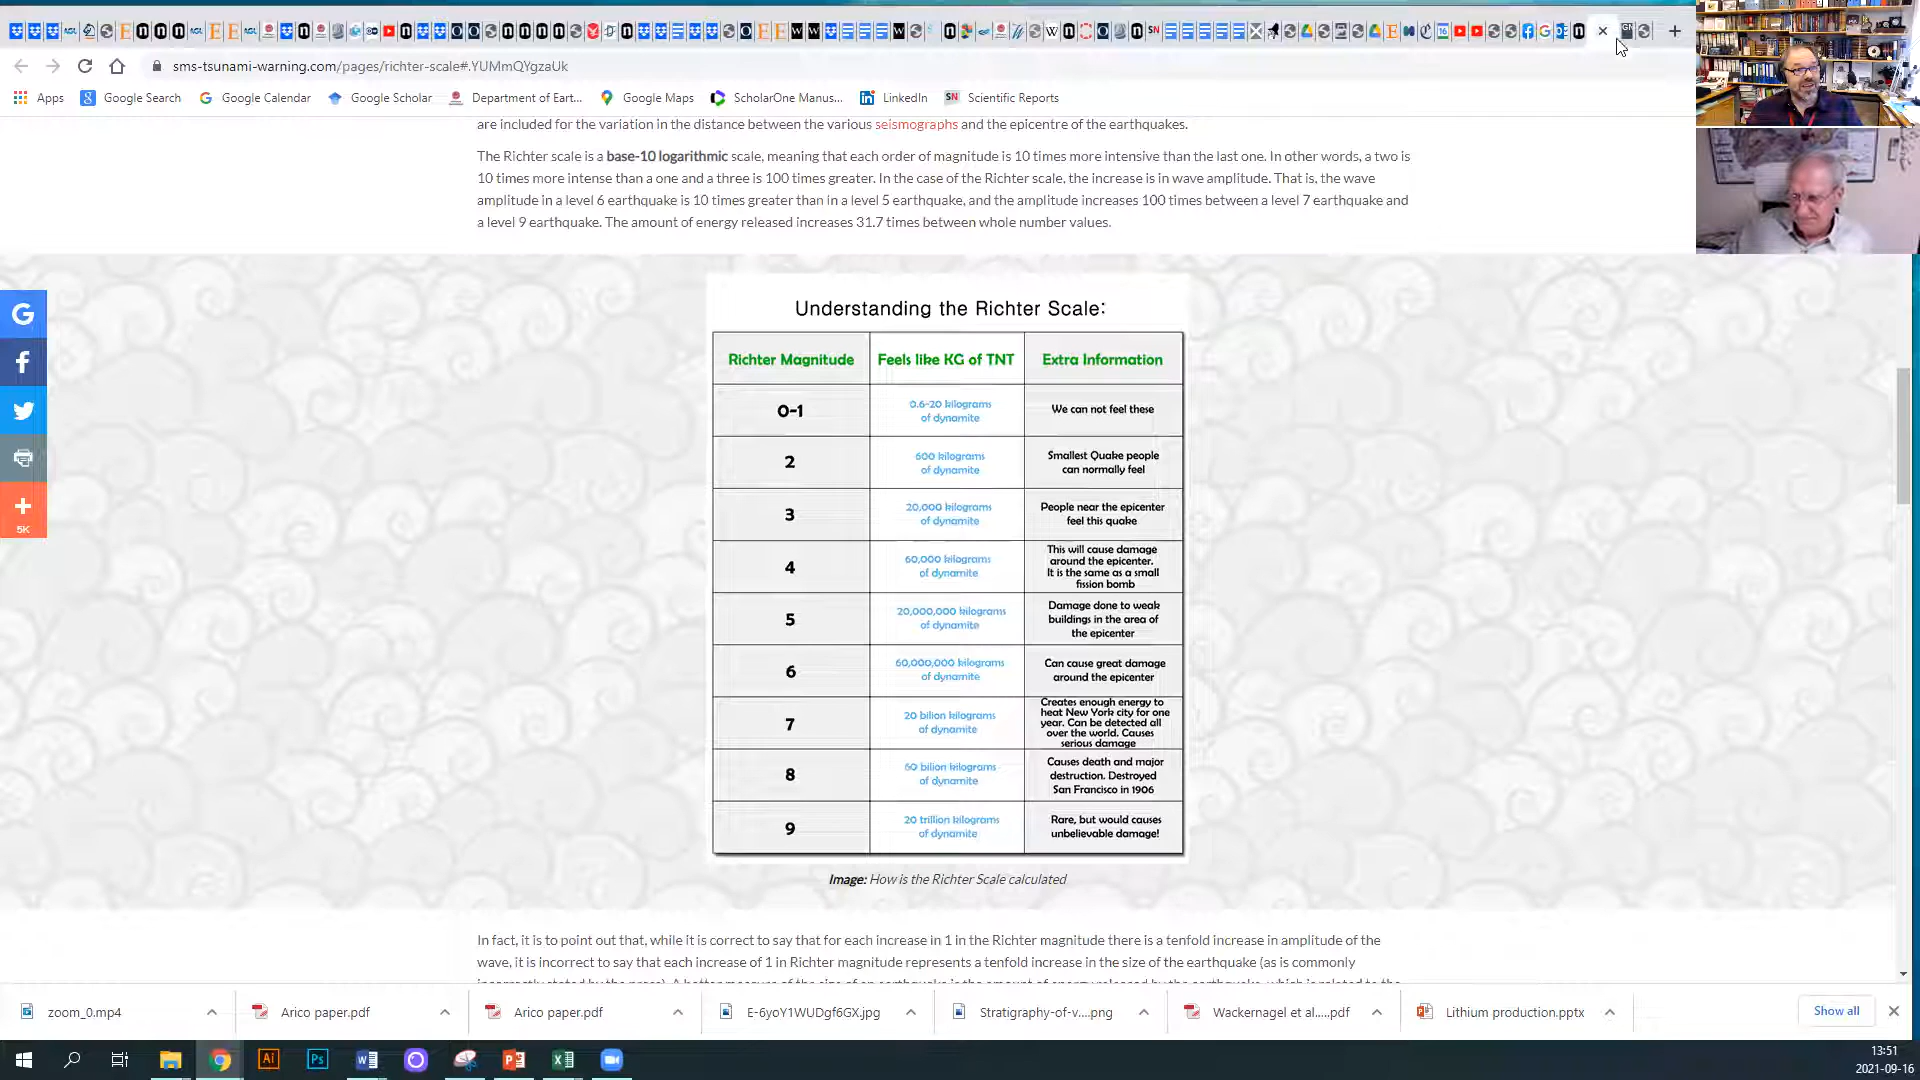 sms-tsunami-warning.com/pages/richter-scale#.YUMmQYgzaUk
Apps
Google Search
Google Calendar
Google Scholar
Department of Eart...
Google Maps
ScholarOne Manus...
LinkedIn
SN Scientific Reports
are included for the variation in the distance between the various seismographs and the epicentre of the earthquakes.
The Richter scale is a base-10 logarithmic scale, meaning that each order of magnitude is 10 times more intensive than the last one. In other words, a two is
10 times more intense than a one and a three is 100 times greater. In the case of the Richter scale, the increase is in wave amplitude. That is, the wave
amplitude in a level 6 earthquake is 10 times greater than in a level 5 earthquake, and the amplitude increases 100 times between a level 7 earthquake and
a level 9 earthquake. The amount of energy released increases 31.7 times between whole number values.
5K
Understanding the Richter Scale:
Richter Magnitude
Feels like KG of TNT
Extra Information
0-1
0.6-20 kilograms
of dynamite
We can not feel these
2
600 kilograms
of dynamite
Smallest Quake people
can normally feel
3
20,000 kilograms
of dynamite
People near the epicenter
feel this quake
4
60,000 kilograms
of dynamite
This will cause damage
around the epicenter.
It is the same as a small
fission bomb
5
20,000,000 kilograms
of dynamite
Damage done to weak
buildings in the area of
the epicenter
6
60,000,000 kilograms
of dynamite
Can cause great damage
around the epicenter
7
20 bilion kilograms
of dynamite
Creates enough energy to
heat New York city for one
year. Can be detected all
over the world. Causes
serious damage
8
60 bilion kilograms
of dynamite
Causes death and major
destruction. Destroyed
San Francisco in 1906
9
20 trillion kilograms
of dynamite
Rare, but would causes
unbelievable damage!
Image: How is the Richter Scale calculated
In fact, it is to point out that, while it is correct to say that for each increase in 1 in the Richter magnitude there is a tenfold increase in amplitude of the
wave, it is incorrect to say that each increase of 1 in Richter magnitude represents a tenfold increase in the size of the earthquake (as is commonly
zoom_0.mp4
Arico paper.pdf
Arico paper.pdf
E-6yoY1WUDgf6GX.jpg
Stratigraphy-of-v....png
Wackernagel et al.....pdf
Lithium production.pptx
Show all
13:51
2021-09-16